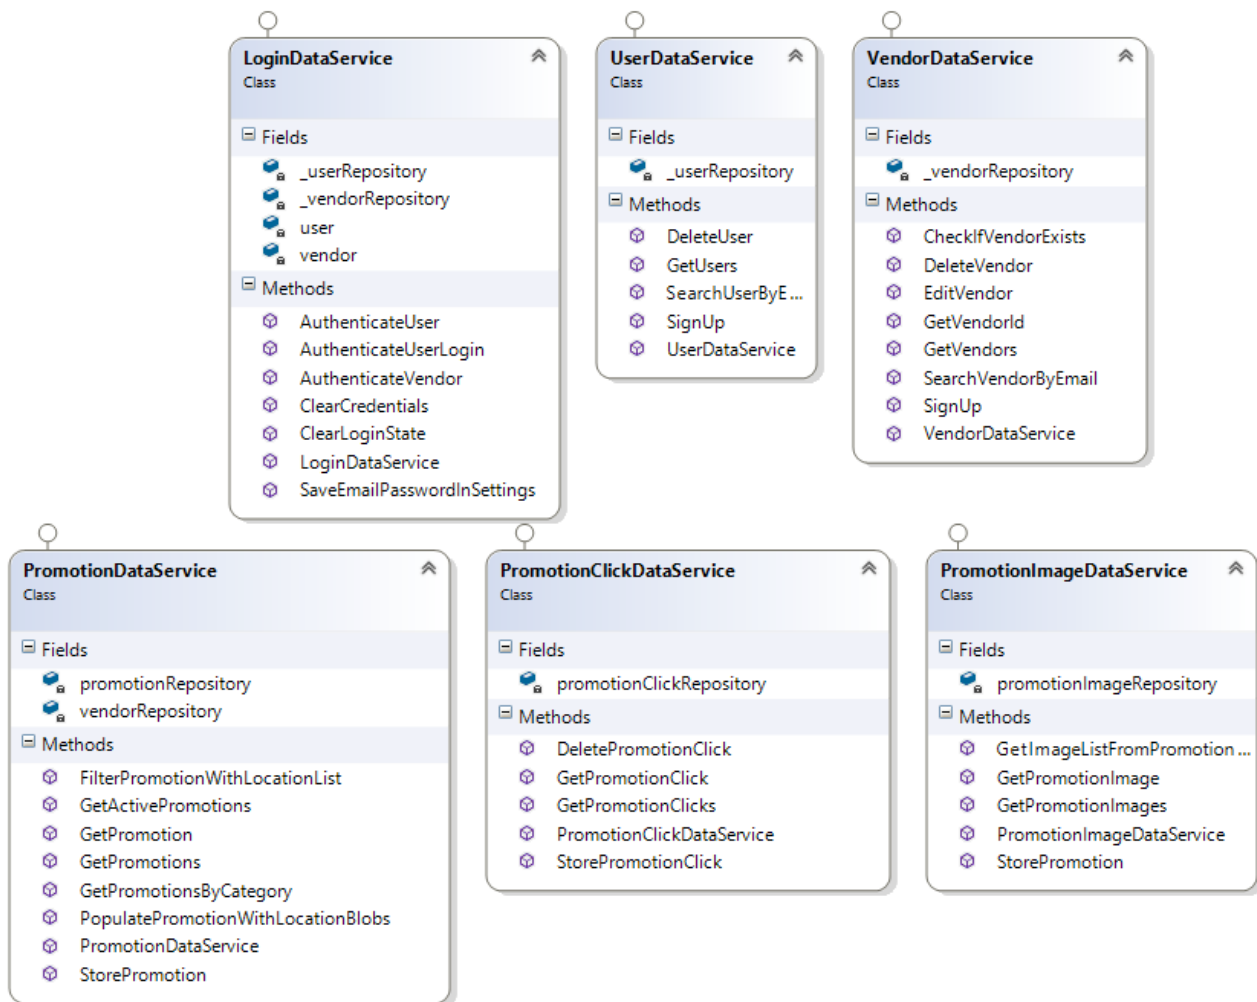 LoginDataService
Class
Fields
_userRepository
_vendorRepository
user
vendor
Methods
AuthenticateUser
AuthenticateUserLogin
AuthenticateVendor
ClearCredentials
ClearLoginState
LoginDataService
SaveEmailPasswordInSettings
UserDataService
Class
Fields
_userRepository
Methods
DeleteUser
GetUsers
SearchUserByE...
SignUp
UserDataService
VendorDataService
Class
Fields
_vendorRepository
Methods
CheckIfVendorExists
DeleteVendor
EditVendor
GetVendorId
GetVendors
SearchVendorByEmail
SignUp
VendorDataService
PromotionDataService
Class
Fields
promotionRepository
vendorRepository
Methods
FilterPromotionWithLocationList
GetActivePromotions
GetPromotion
GetPromotions
GetPromotionsByCategory
PopulatePromotionWithLocationBlobs
PromotionDataService
StorePromotion
PromotionClickDataService
Class
Fields
promotionClickRepository
Methods
DeletePromotionClick
GetPromotionClick
GetPromotionClicks
PromotionClickDataService
StorePromotionClick
PromotionImageDataService
Class
Fields
promotionImageRepository
Methods
GetImageListFromPromotion...
GetPromotionImage
GetPromotionImages
PromotionImageDataService
StorePromotion